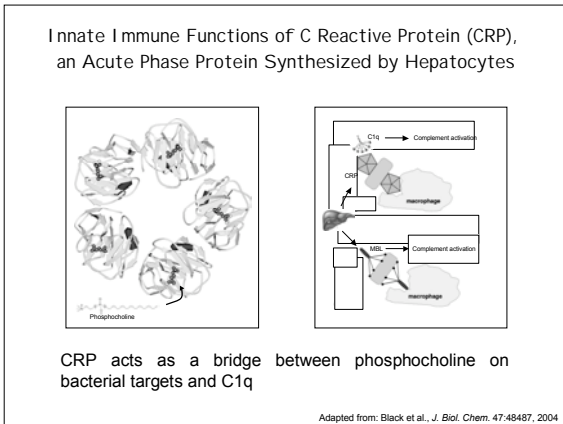 Innate Immune Functions of C Reactive Protein (CRP),
an Acute Phase Protein Synthesized by Hepatocytes
Phosphocholine
C1q
Complement activation
CRP
macrophage
MBL
Complement activation
macrophage
CRP acts as a bridge between phosphocholine on
bacterial targets and C1q
Adapted from: Black et al., J. Biol. Chem. 47:48487, 2004